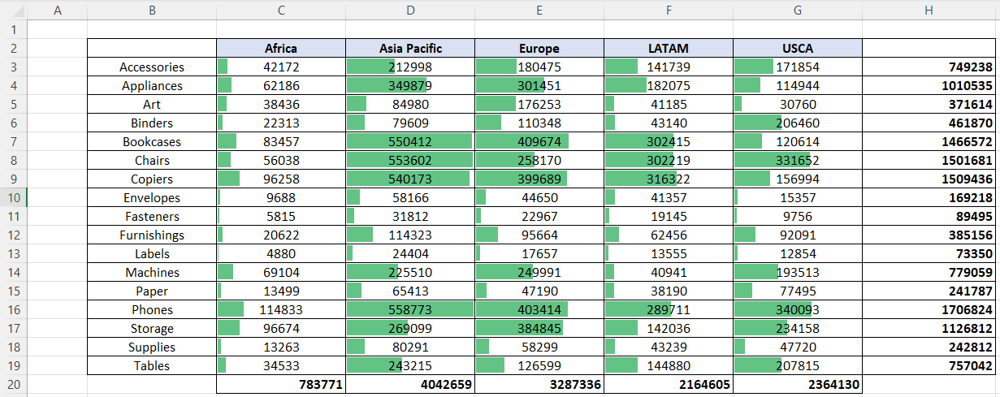 A B C D E F G H
1
2 Africa Asia Pacific Europe LATAM USCA
3 Accessories 42172 212998 180475 141739 171854 749238
4 Appliances 62186 349879 301451 182075 114944 1010535
5 Art 38436 84980 176253 41185 30760 371614
6 Binders 22313 79609 110348 43140 206460 461870
7 Bookcases 83457 550412 409674 302415 120614 1466572
8 Chairs 56038 553602 258170 302219 331652 1501681
9 Copiers 96258 540173 399689 316322 156994 1509436
10 Envelopes 9688 58166 44650 41357 15357 169218
11 Fasteners 5815 31812 22967 19145 9756 89495
12 Furnishings 20622 114323 95664 62456 92091 385156
13 Labels 4880 24404 17657 13555 12854 73350
14 Machines 69104 225510 249991 40941 193513 779059
15 Paper 13499 65413 47190 38190 77495 241787
16 Phones 114833 558773 403414 289711 340093 1706824
17 Storage 96674 269099 384845 142036 234158 1126812
18 Supplies 13263 80291 58299 43239 47720 242812
19 Tables 34533 243215 126599 144880 207815 757042
20 783771 4042659 3287336 2164605 2364130